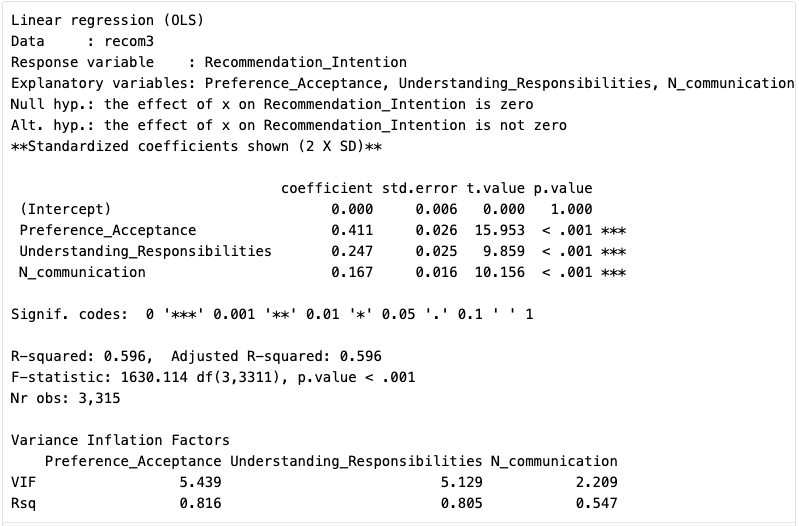 Linear regression (OLS)
Data     : recom3
Response variable    : Recommendation_Intention
Explanatory variables: Preference_Acceptance, Understanding_Responsibilities, N_communication
Null hyp.: the effect of x on Recommendation_Intention is zero
Alt. hyp.: the effect of x on Recommendation_Intention is not zero
**Standardized coefficients shown (2 X SD)**
                                coefficient std.error t.value p.value
 (Intercept)                          0.000     0.006   0.000   1.000
 Preference_Acceptance                0.411     0.026  15.953  < .001 ***
 Understanding_Responsibilities       0.247     0.025   9.859  < .001 ***
 N_communication                      0.167     0.016  10.156  < .001 ***
Signif. codes:  0 '***' 0.001 '**' 0.01 '*' 0.05 '.' 0.1 ' ' 1
R-squared: 0.596,  Adjusted R-squared: 0.596
F-statistic: 1630.114 df(3,3311), p.value < .001
Nr obs: 3,315
Variance Inflation Factors
    Preference_Acceptance Understanding_Responsibilities N_communication
VIF                 5.439                          5.129           2.209
Rsq                 0.816                          0.805           0.547